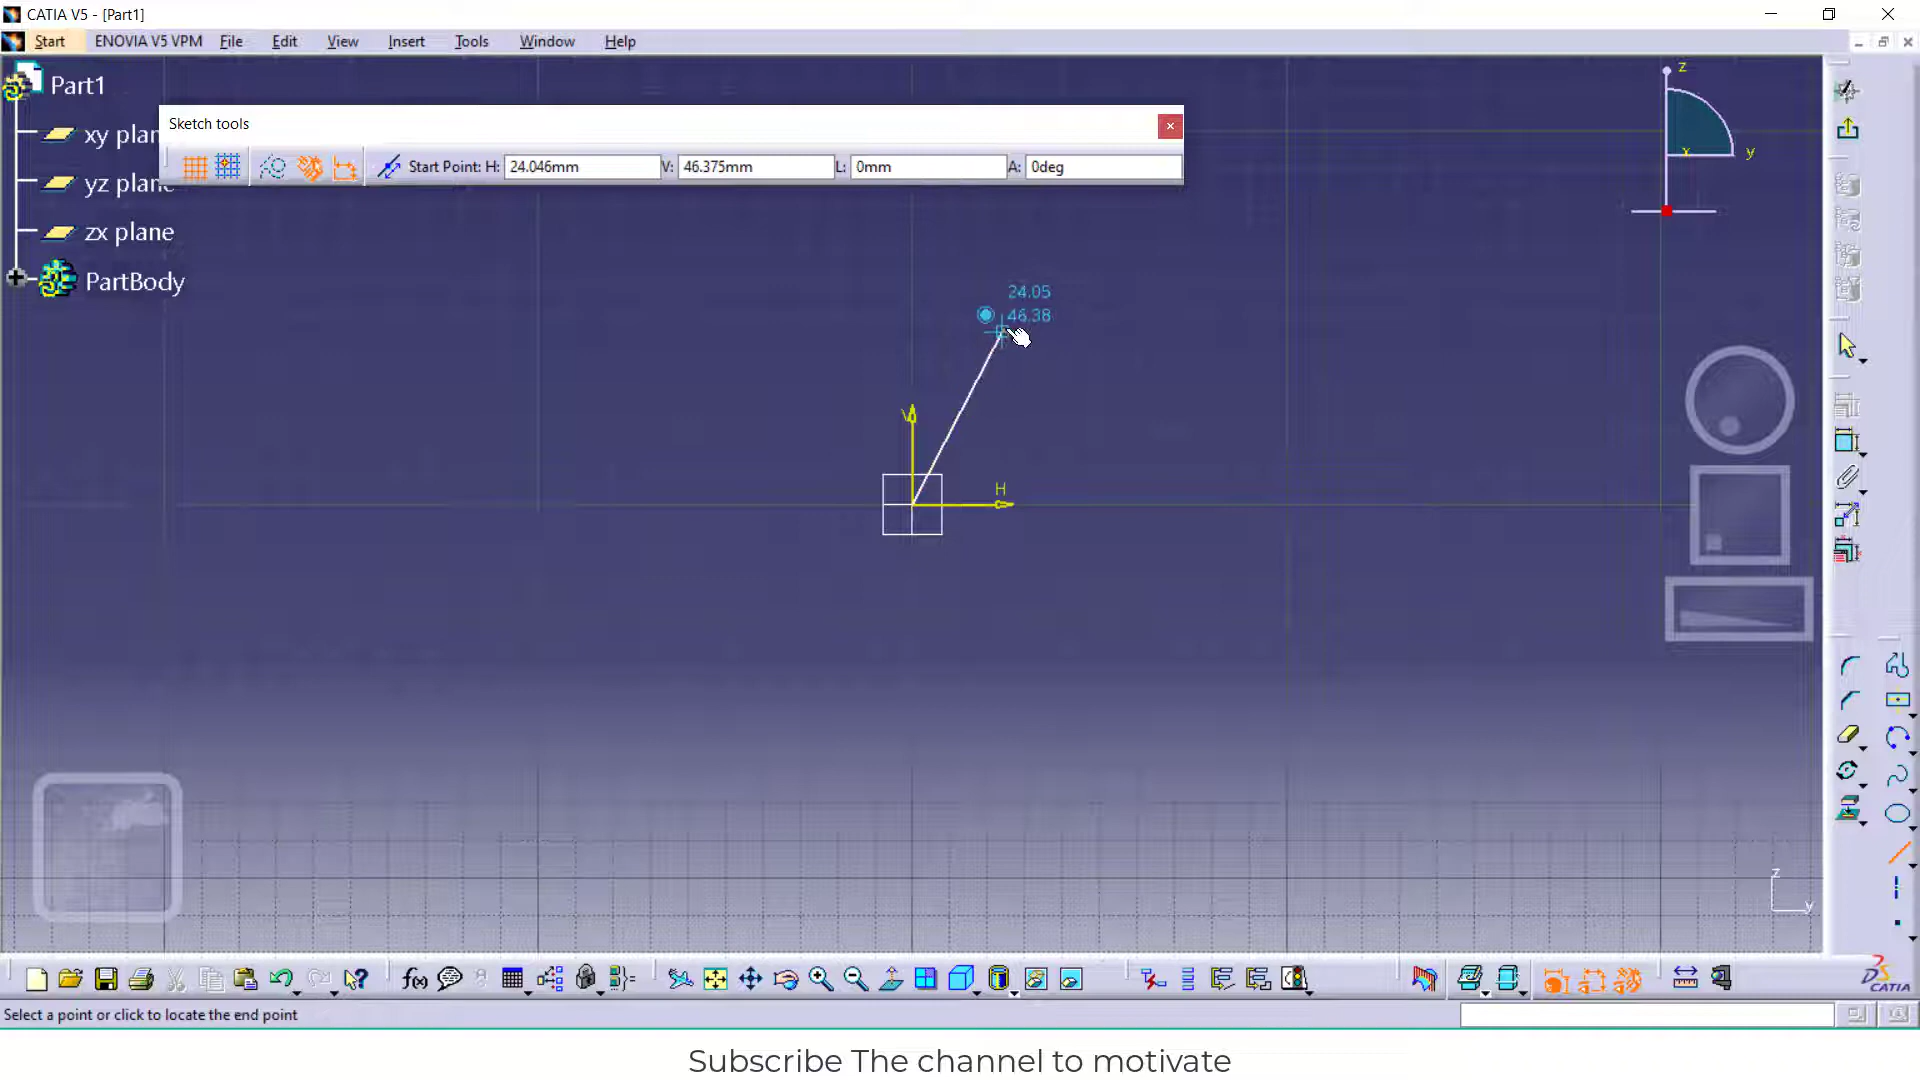 CATIA V5 - [Part1]
Start ENOVIA V5 VPM File Edit View Insert Tools Window Help
Part1
Sketch tools
xy plan
Start Point: H: 24.046mm V: 46.375mm L: 0mm A: 0deg
yz plane
zx plane
PartBody
z
x
y
24.05
46.38
V
H
z
y
f(x)
CATIA
Select a point or click to locate the end point
Subscribe The channel to motivate